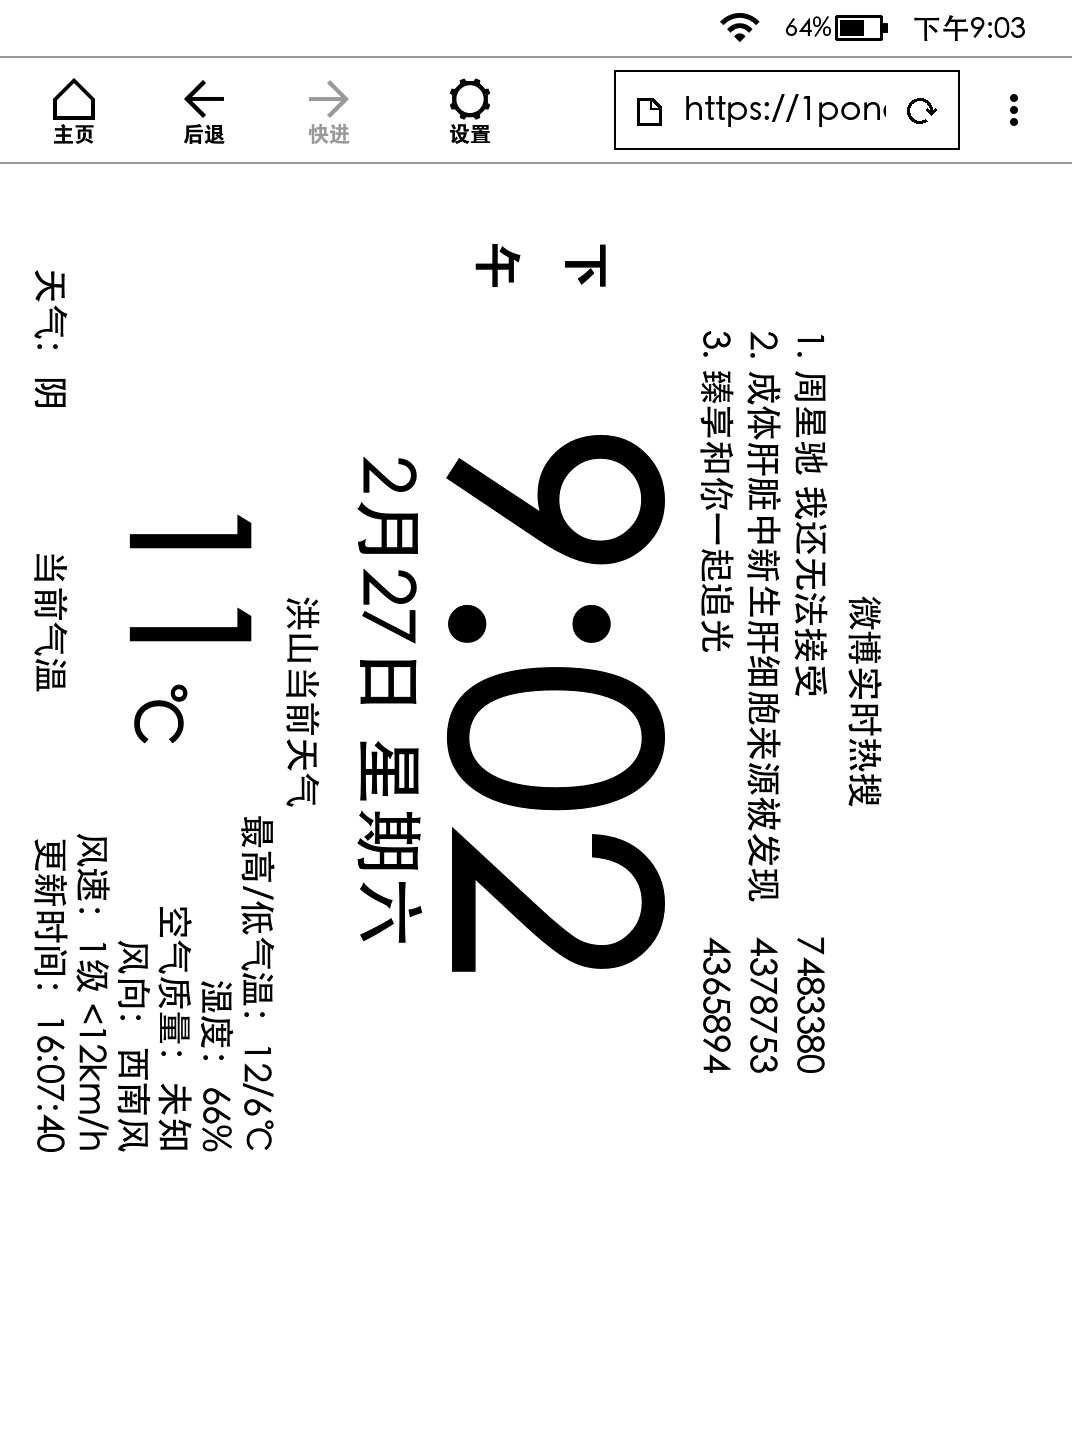 64% 下午9:03
主页 后退 快进 设置 https://1pon
微博实时热搜
1. 周星驰 我还无法接受 7483380
2. 成体肝脏中新生肝细胞来源被发现 4378753
3. 臻享和你一起追光 4365894
下午
9:02
2月27日 星期六
洪山当前天气
11℃
最高/低气温：12/6℃
湿度：66%
空气质量：未知
风向：西南风
风速：1级 <12km/h
天气：阴 当前气温 更新时间：16:07:40